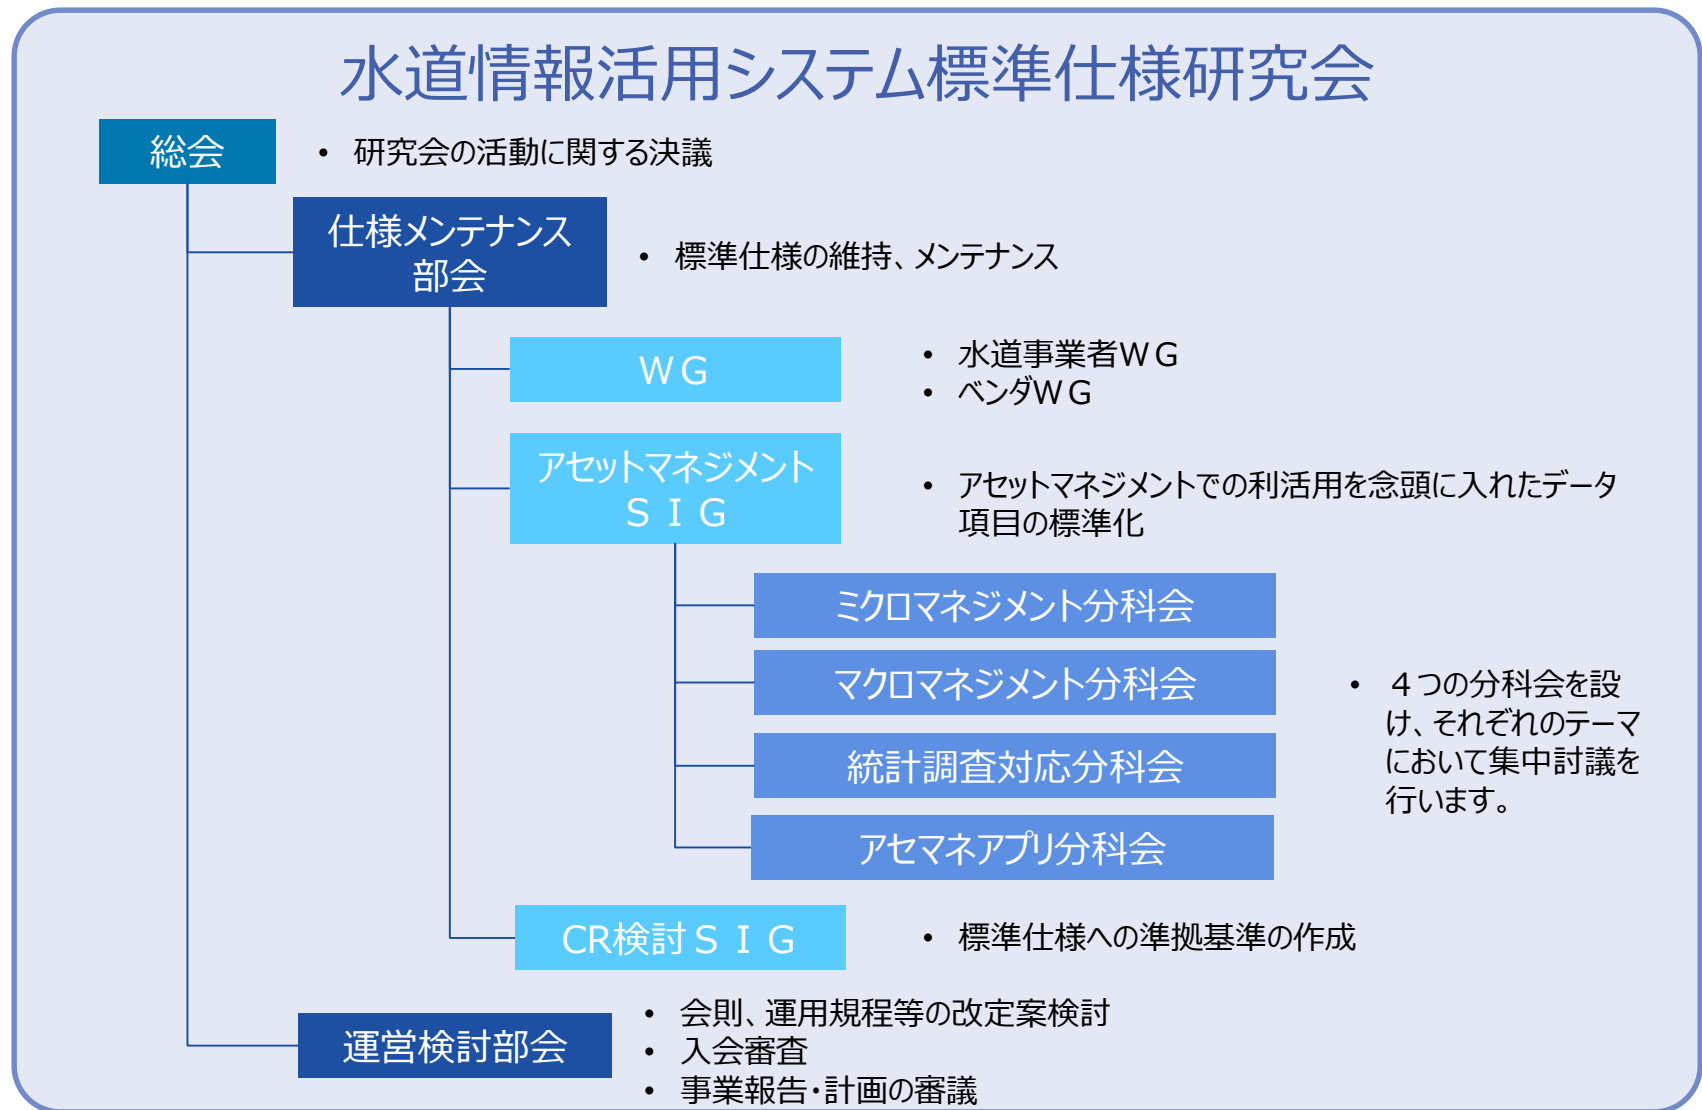 水道情報活用システム標準仕様研究会
総会
• 研究会の活動に関する決議
仕様メンテナンス
部会
• 標準仕様の維持、メンテナンス
ＷＧ
• 水道事業者ＷＧ
• ベンダＷＧ
アセットマネジメント
ＳＩＧ
• アセットマネジメントでの利活用を念頭に入れたデータ
項目の標準化
ミクロマネジメント分科会
マクロマネジメント分科会
統計調査対応分科会
アセマネアプリ分科会
• ４つの分科会を設
け、それぞれのテーマ
において集中討議を
行います。
CR検討ＳＩＧ
• 標準仕様への準拠基準の作成
運営検討部会
• 会則、運用規程等の改定案検討
• 入会審査
• 事業報告・計画の審議